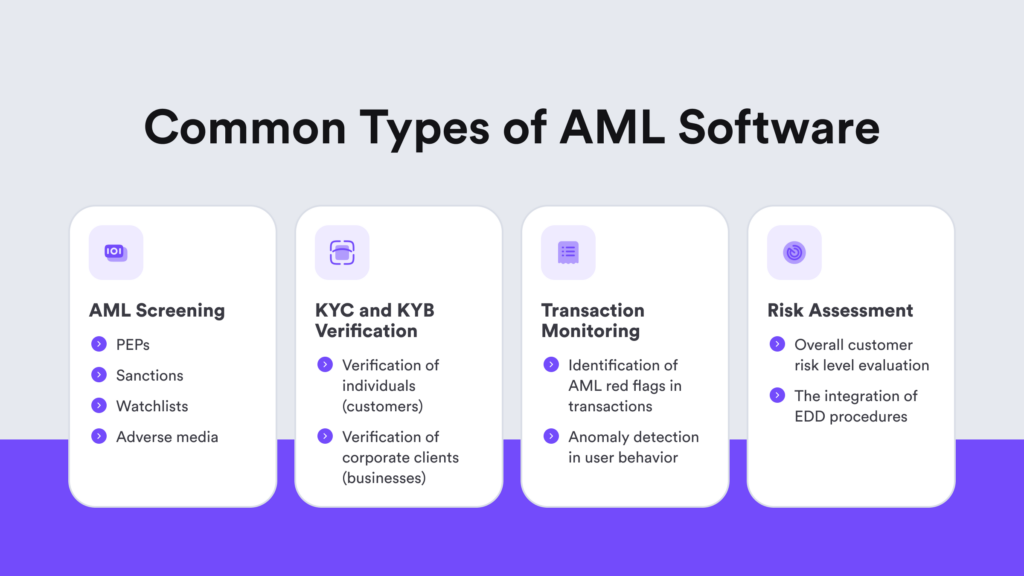 Common Types of AML Software
AML Screening
PEPs
Sanctions
Watchlists
Adverse media
KYC and KYB
Verification
Verification of
individuals
(customers)
Verification of
corporate clients
(businesses)
Transaction
Monitoring
Identification of
AML red flags in
transactions
Anomaly detection
in user behavior
Risk Assessment
Overall customer
risk level evaluation
The integration of
EDD procedures